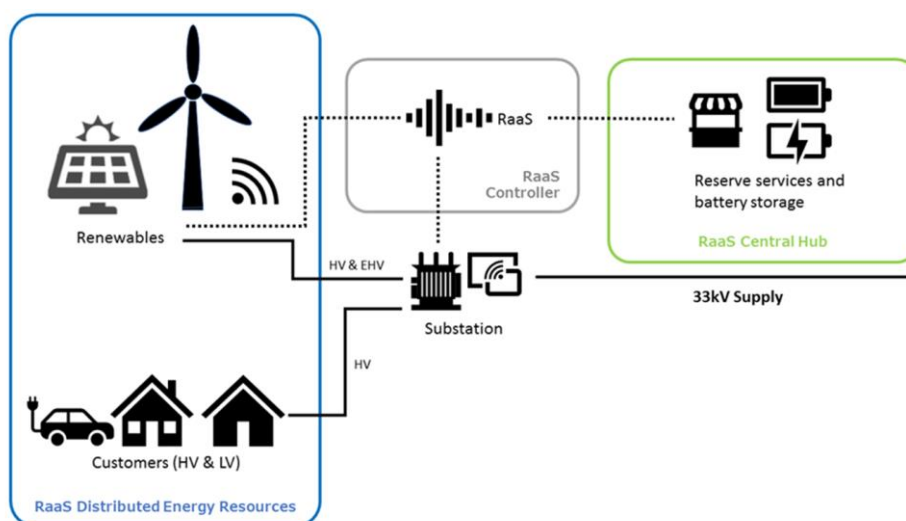 RaaS
RaaS
Controller
Reserve services and
battery storage
RaaS Central Hub
Renewables
HV & EHV
33kV Supply
Substation
HV
Customers (HV & LV)
RaaS Distributed Energy Resources